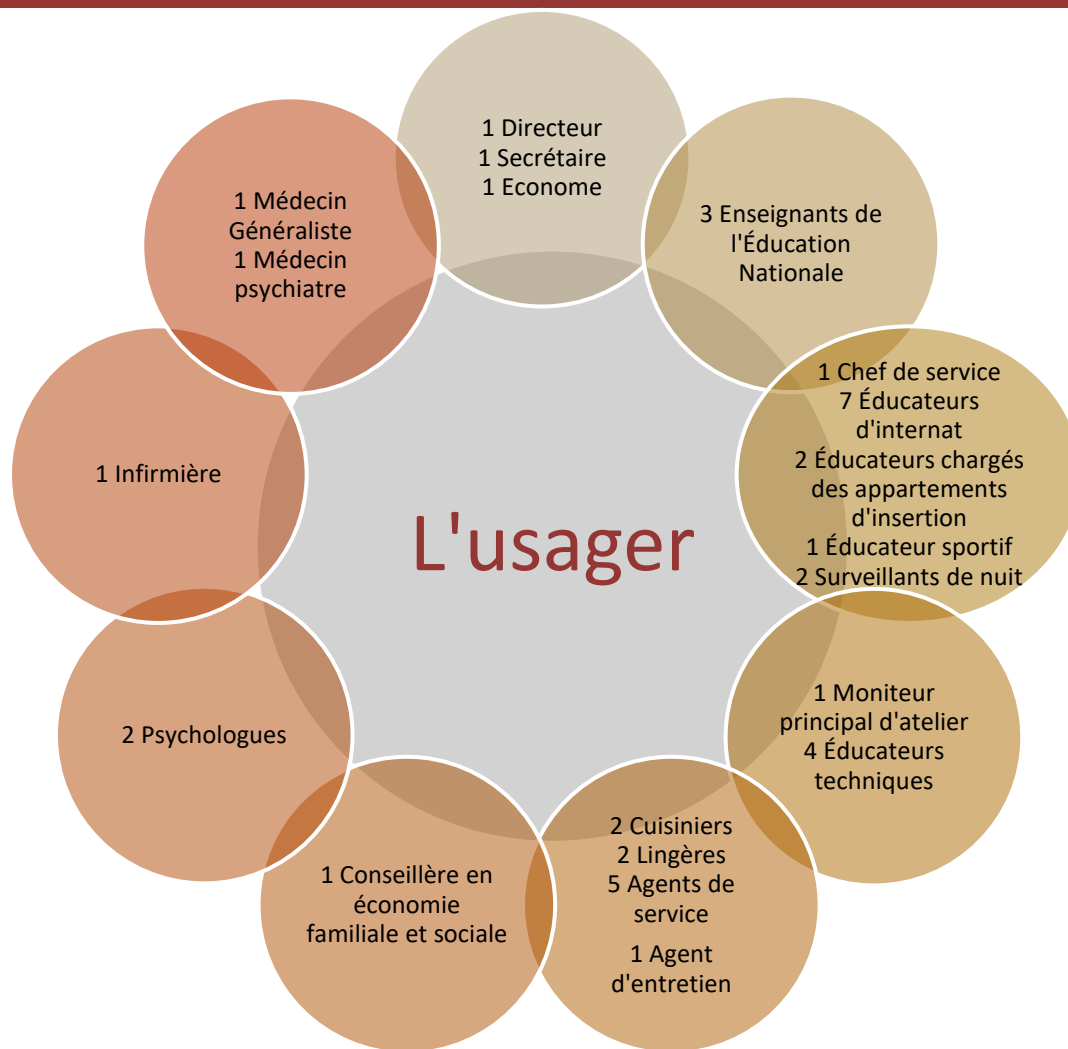 1 Directeur
1 Secrétaire
1 Econome
3 Enseignants de
l'Éducation
Nationale
1 Chef de service
7 Éducateurs
d'internat
2 Éducateurs chargés
des appartements
d'insertion
1 Éducateur sportif
2 Surveillants de nuit
1 Moniteur
principal d'atelier
4 Éducateurs
techniques
2 Cuisiniers
2 Lingères
5 Agents de
service
1 Agent
d'entretien
1 Conseillère en
économie
familiale et sociale
2 Psychologues
1 Infirmière
1 Médecin
Généraliste
1 Médecin
psychiatre
L'usager